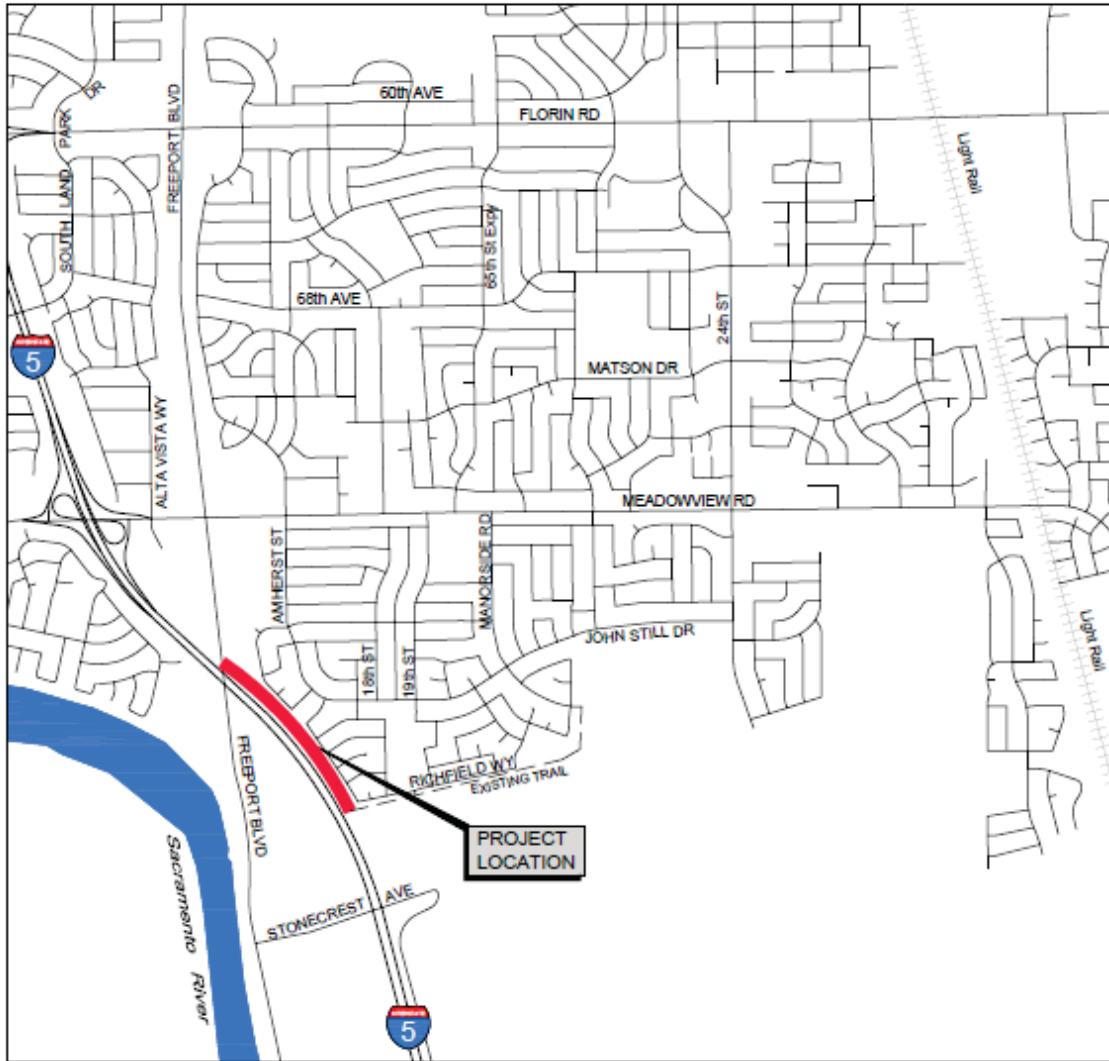 60th AVE
FLORIN RD
DR
SOUTH LAND PARK
FREEPORT BLVD
Light Rail
65th St Expy
68th AVE
24th ST
5
MATSON DR
ALTA VISTA WY
MEADOWVIEW RD
AMHERST ST
MANORSIDE RD
JOHN STILL DR
18th ST
19th ST
Light Rail
FREEPORT BLVD
RICHFIELD WY
EXISTING TRAIL
PROJECT
LOCATION
Sacramento River
STONECREST AVE
5